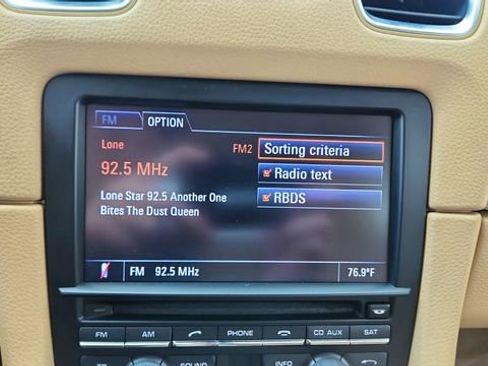 FM OPTION
Lone FM2 Sorting criteria
92.5 MHz
Radio text
Lone Star 92.5 Another One
Bites The Dust Queen
RBDS
FM 92.5 MHz 76.9°F
FM AM PHONE CD AUX SAT
SOUND INFO